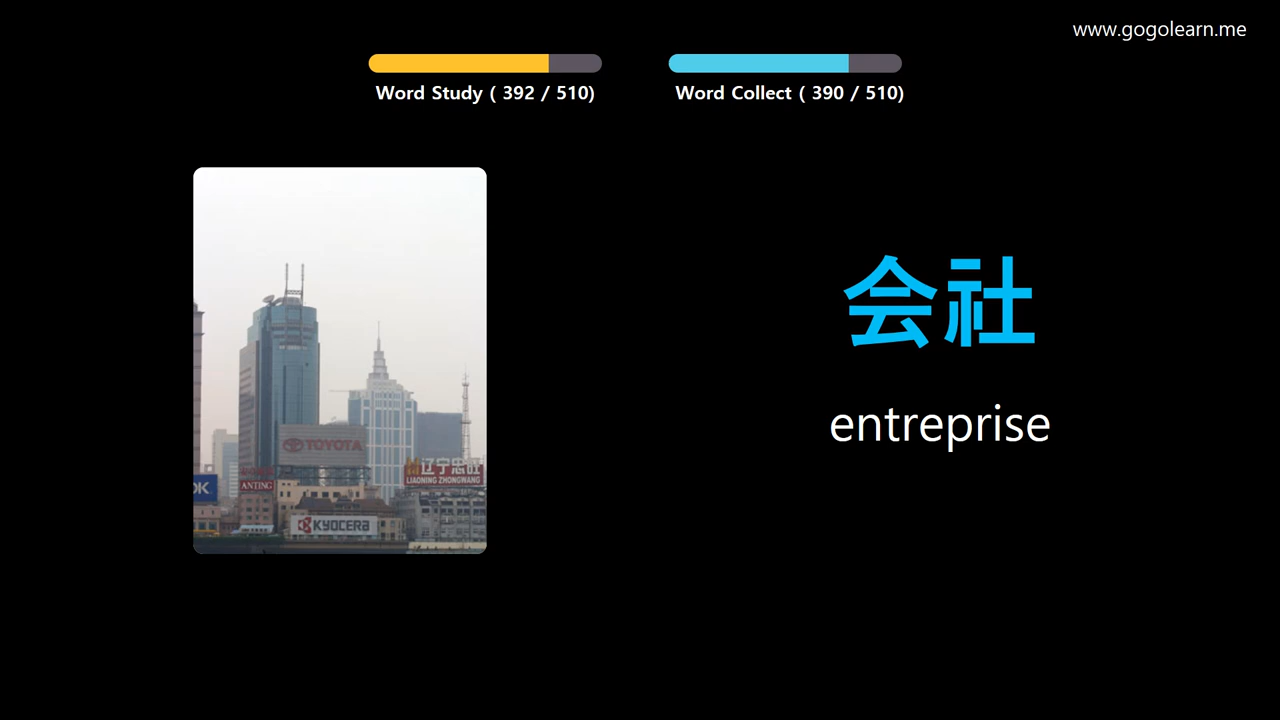 www.gogolearn.me
Word Study ( 392 / 510)
Word Collect ( 390 / 510)
会社
entreprise
TOYOTA
辽宁忠旺
LIAONING ZHONGWANG
OK
ANTING
KYOCERA